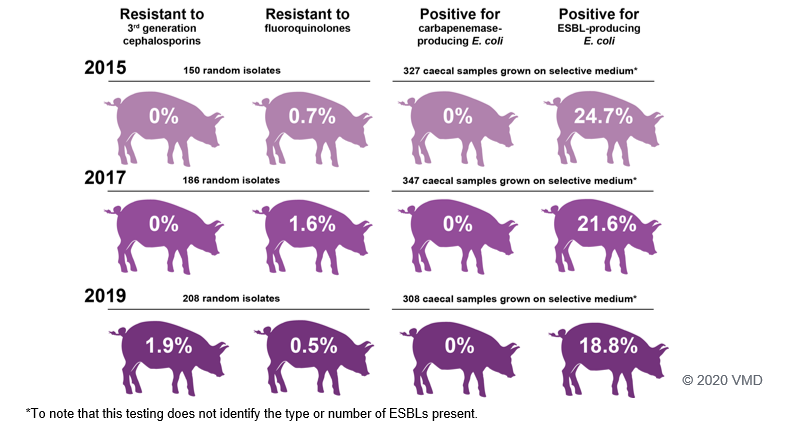 Resistant to
3rd generation
cephalosporins
Resistant to
fluoroquinolones
Positive for
carbapenemase-
producing E. coli
Positive for
ESBL-producing
E. coli
2015
150 random isolates
327 caecal samples grown on selective medium*
0%
0.7%
0%
24.7%
2017
186 random isolates
347 caecal samples grown on selective medium*
0%
1.6%
0%
21.6%
2019
208 random isolates
308 caecal samples grown on selective medium*
1.9%
0.5%
0%
18.8%
© 2020 VMD
*To note that this testing does not identify the type or number of ESBLs present.